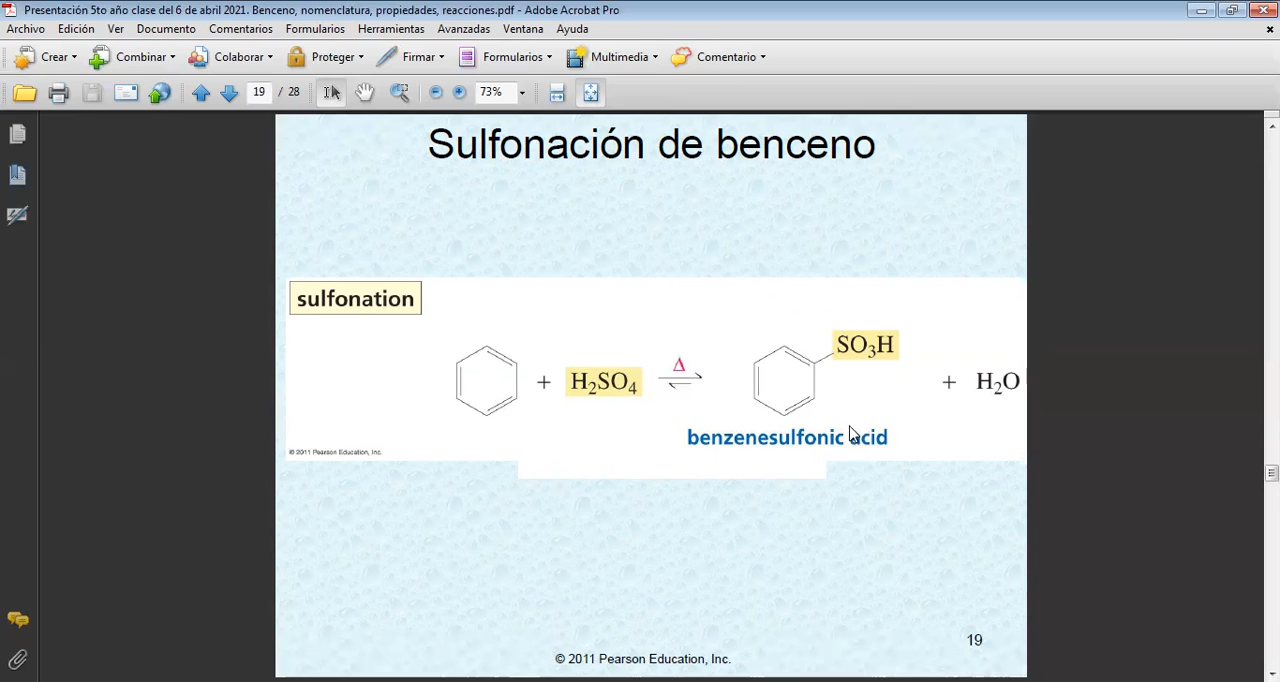 Presentación 5to año clase del 6 de abril 2021. Benceno, nomenclatura, propiedades, reacciones.pdf - Adobe Acrobat Pro
Archivo Edición Ver Documento Comentarios Formularios Herramientas Avanzadas Ventana Ayuda
Crear Combinar Colaborar Proteger Firmar Formularios Multimedia Comentario
19 / 28 73%
Sulfonación de benceno
sulfonation
SO₃H
+ H₂SO₄ Δ ⇌ + H₂O
benzenesulfonic acid
© 2011 Pearson Education, Inc.
19
© 2011 Pearson Education, Inc.